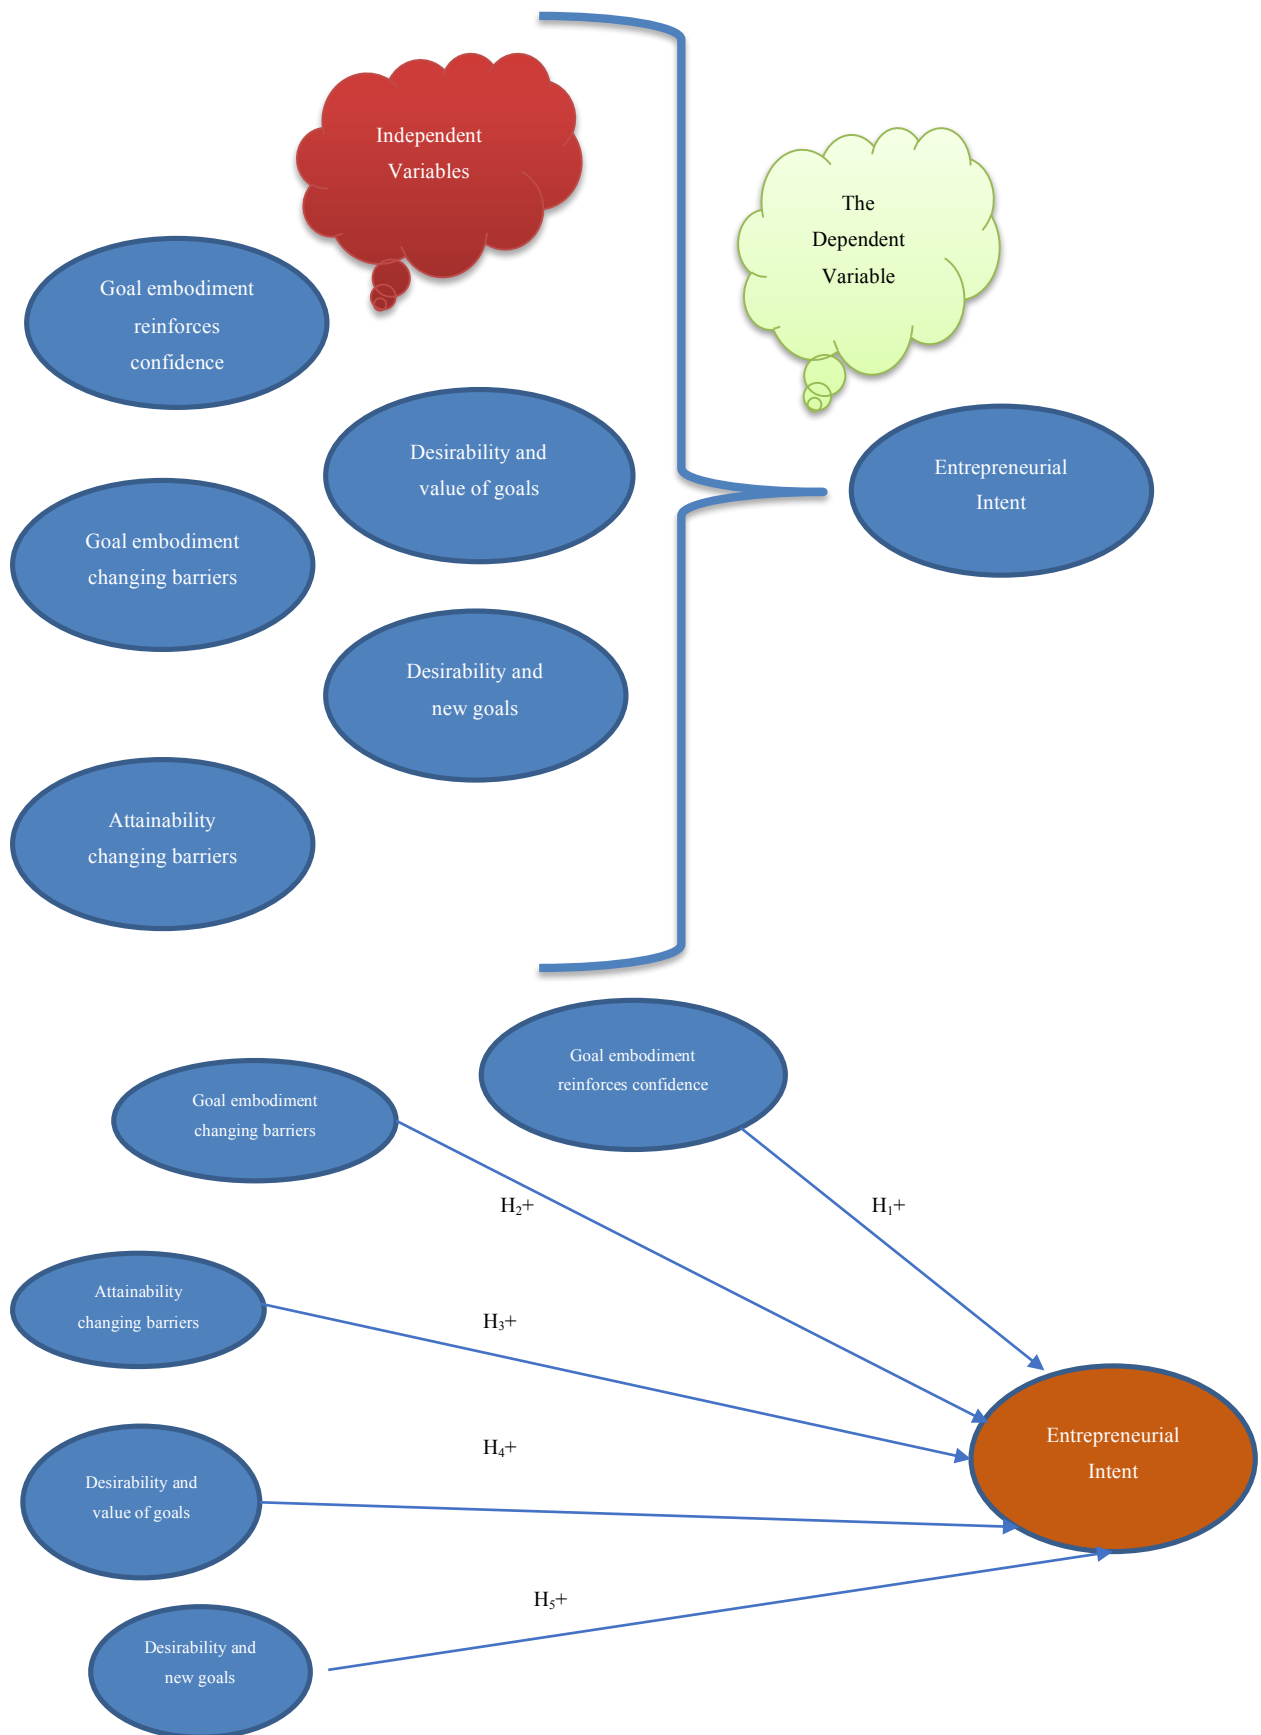 Independent
Variables
The
Dependent
Variable
Goal embodiment
reinforces
confidence
Desirability and
value of goals
Entrepreneurial
Intent
Goal embodiment
changing barriers
Desirability and
new goals
Attainability
changing barriers
Goal embodiment
reinforces confidence
Goal embodiment
changing barriers
H₂+
H₁+
Attainability
changing barriers
H₃+
Entrepreneurial
Intent
H₄+
Desirability and
value of goals
H₅+
Desirability and
new goals